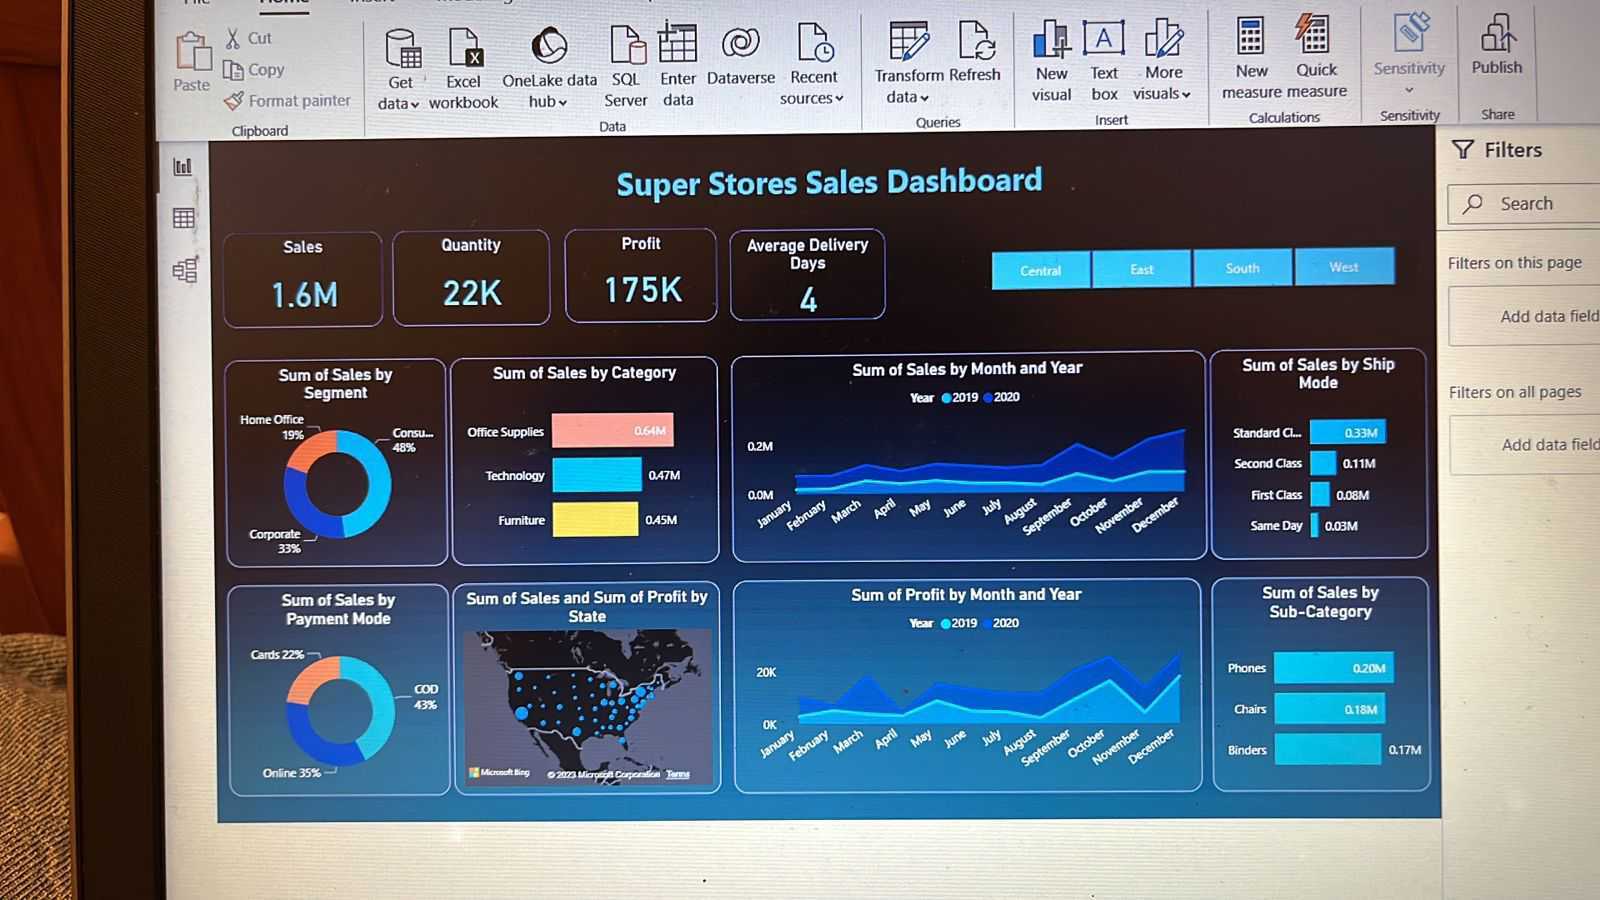 File
Home
Insert
Paste
Cut
Copy
Format painter
Clipboard
Get
data
Excel
workbook
OneLake data
hub
SQL
Server
Enter
data
Dataverse
Recent
sources
Data
Transform
data
Refresh
Queries
New
visual
Text
box
More
visuals
Insert
New
measure
Quick
measure
Calculations
Sensitivity
Sensitivity
Publish
Share
Super Stores Sales Dashboard
Sales
1.6M
Quantity
22K
Profit
175K
Average Delivery
Days
4
Central
East
South
West
Filters
Search
Filters on this page
Add data field
Filters on all pages
Add data field
Sum of Sales by
Segment
Home Office
19%
Consu...
48%
Corporate
33%
Sum of Sales by Category
Office Supplies
0.64M
Technology
0.47M
Furniture
0.45M
Sum of Sales by Month and Year
Year 2019 2020
0.2M
0.0M
January
February
March
April
May
June
July
August
September
October
November
December
Sum of Sales by Ship
Mode
Standard Cl...
0.33M
Second Class
0.11M
First Class
0.08M
Same Day
0.03M
Sum of Sales by
Payment Mode
Cards 22%
COD
43%
Online 35%
Sum of Sales and Sum of Profit by
State
Microsoft Bing
© 2023 Microsoft Corporation Terms
Sum of Profit by Month and Year
Year 2019 2020
20K
0K
January
February
March
April
May
June
July
August
September
October
November
December
Sum of Sales by
Sub-Category
Phones
0.20M
Chairs
0.18M
Binders
0.17M